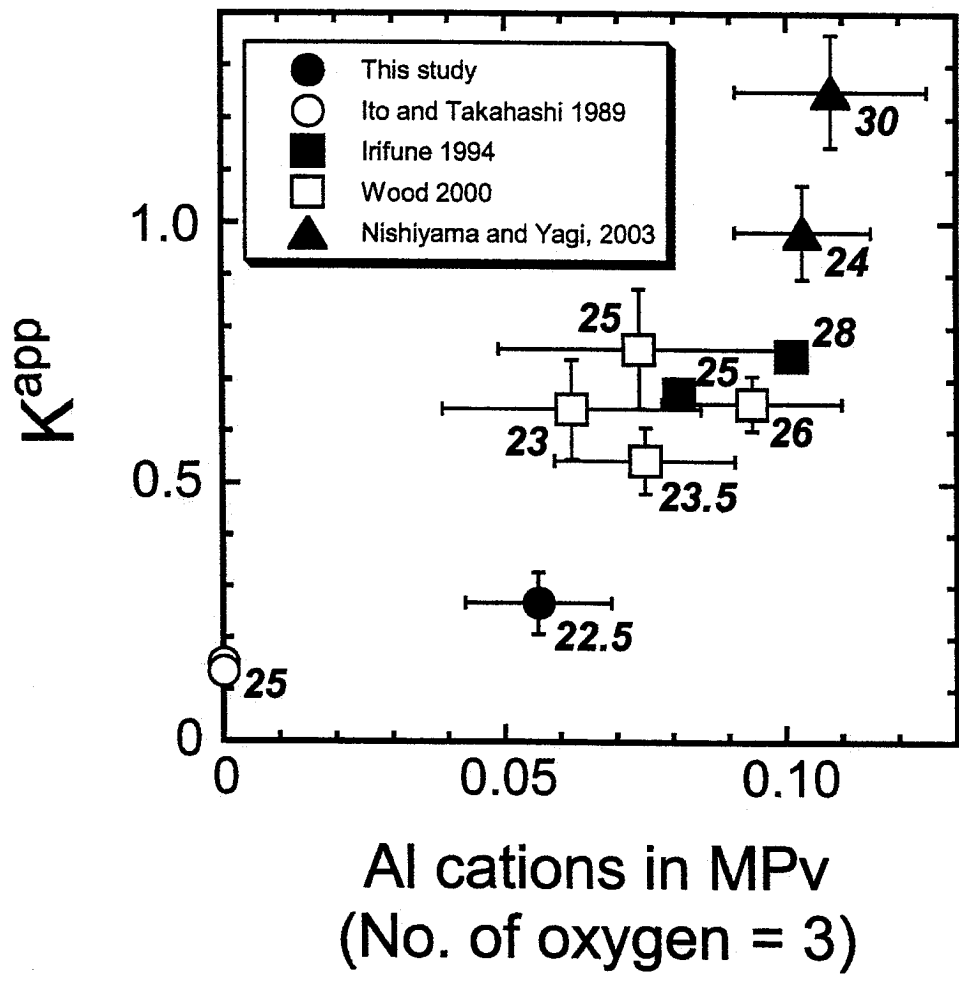 This study
Ito and Takahashi 1989
Irifune 1994
Wood 2000
Nishiyama and Yagi, 2003
30
1.0
24
25
28
25
23
26
0.5
23.5
22.5
25
0
0
0.05
0.10
K^app
Al cations in MPv
(No. of oxygen = 3)